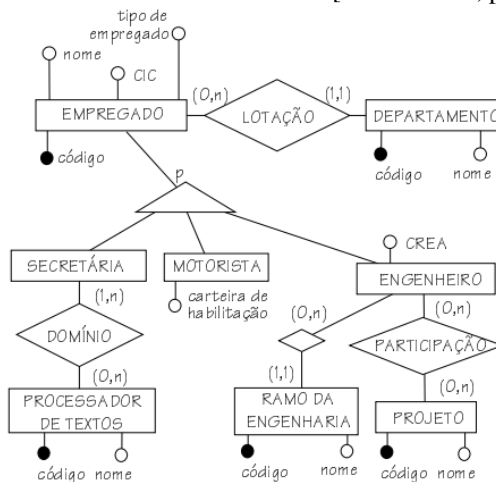 tipo de
empregado
nome
CIC
(0,n)
(1,1)
EMPREGADO
LOTAÇÃO
DEPARTAMENTO
código
código
nome
p
CREA
SECRETÁRIA
MOTORISTA
ENGENHEIRO
(1,n)
carteira de
habilitação
(0,n)
(0,n)
DOMÍNIO
PARTICIPAÇÃO
(0,n)
(1,1)
(0,n)
PROCESSADOR
DE TEXTOS
RAMO DA
ENGENHARIA
PROJETO
código
nome
código
nome
código
nome